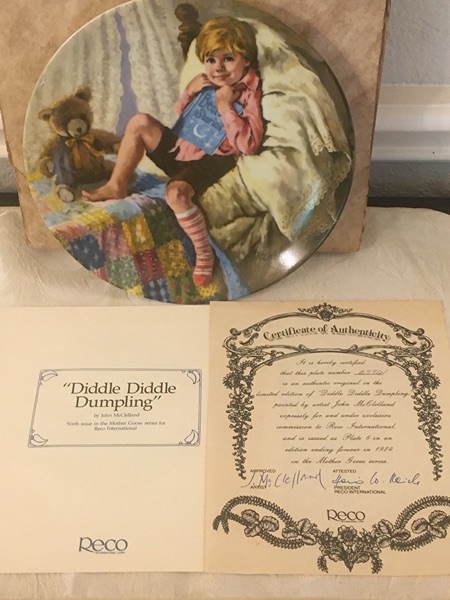 "Diddle Diddle
Dumpling"
by John McClelland
Sixth issue in the Mother Goose series for
Reco International
Reco
Certificate of Authenticity
It is hereby certified
that this plate number
is an authentic original in the
limited edition of "Diddle Diddle Dumpling,"
painted by artist John McClelland
expressly for and under exclusive
commission to Reco International,
and is issued as Plate 6 in an
edition ending forever in 1984
in the Mother Goose series.
APPROVED
ATTESTED
J. McClelland
ARTIST
PRESIDENT
RECO INTERNATIONAL
Reco